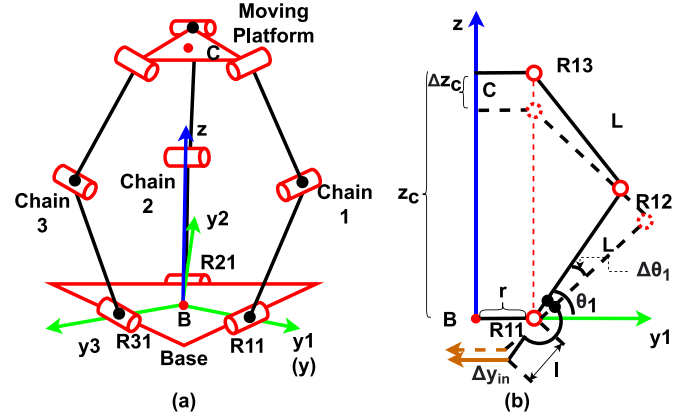 Moving
Platform
C
z
Chain
2
Chain
3
Chain
1
y2
R21
B
y3
R31
R11
y1
(y)
Base
(a)
z
R13
Δz_C
C
L
z_C
R12
L
Δθ₁
r
θ₁
B
R11
y1
Δy_in
l
(b)